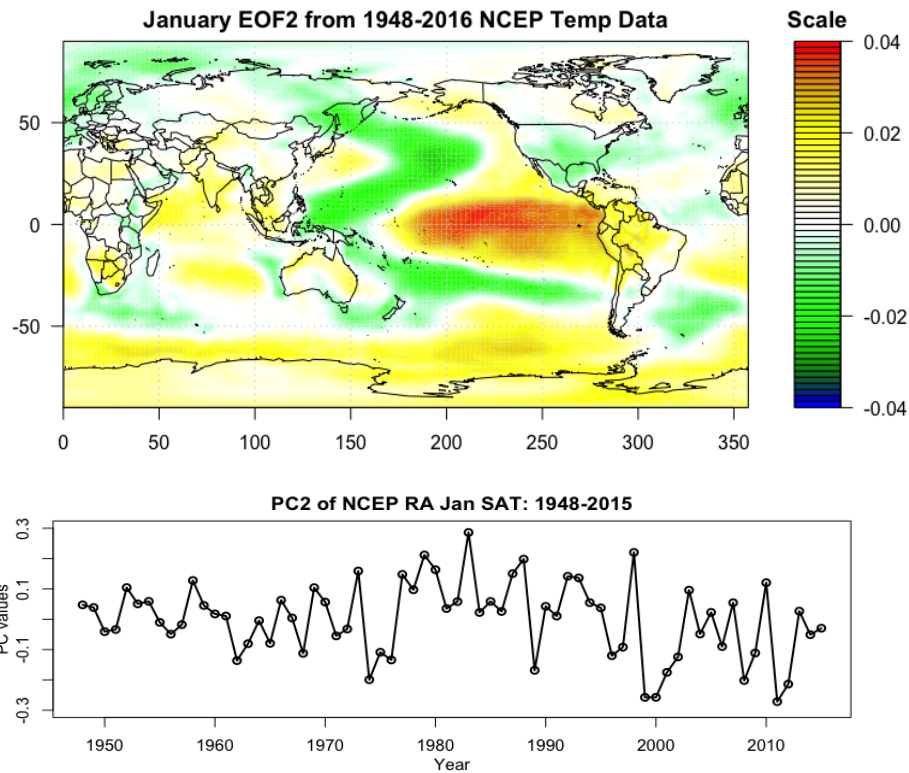 January EOF2 from 1948-2016 NCEP Temp Data
Scale
0.04
0.02
0.00
-0.02
-0.04
50
0
-50
0 50 100 150 200 250 300 350
PC2 of NCEP RA Jan SAT: 1948-2015
PC values
0.3
0.1
-0.1
-0.3
1950 1960 1970 1980 1990 2000 2010
Year